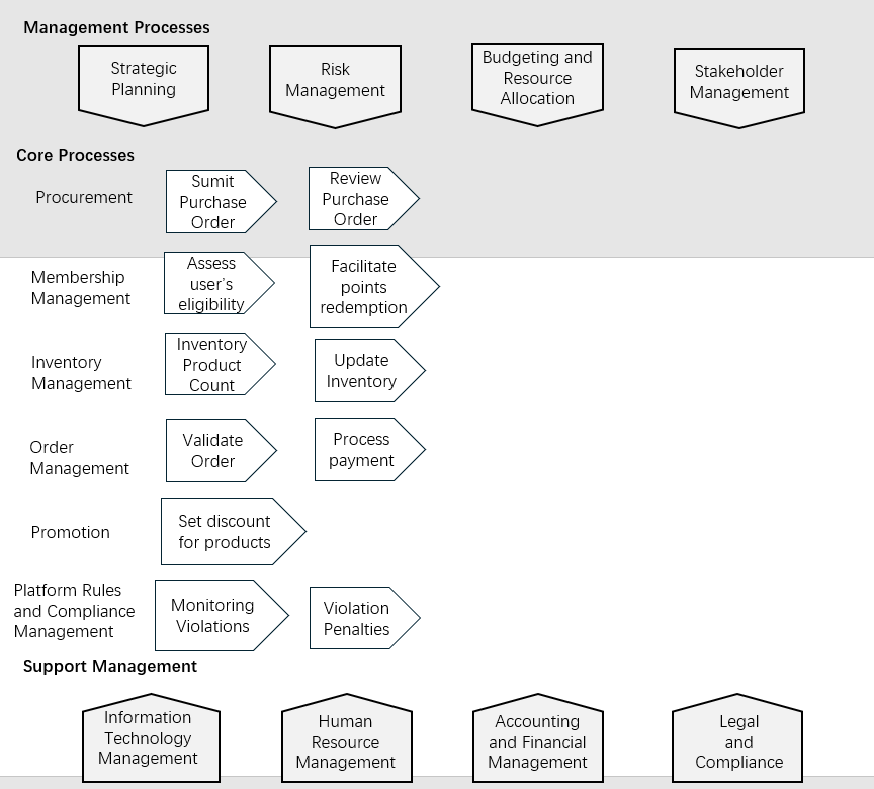 Management Processes
Strategic
Planning
Risk
Management
Budgeting and
Resource
Allocation
Stakeholder
Management
Core Processes
Procurement
Sumit
Purchase
Order
Review
Purchase
Order
Membership
Management
Assess
user's
eligibility
Facilitate
points
redemption
Inventory
Management
Inventory
Product
Count
Update
Inventory
Order
Management
Validate
Order
Process
payment
Promotion
Set discount
for products
Platform Rules
and Compliance
Management
Monitoring
Violations
Violation
Penalties
Support Management
Information
Technology
Management
Human
Resource
Management
Accounting
and Financial
Management
Legal
and
Compliance